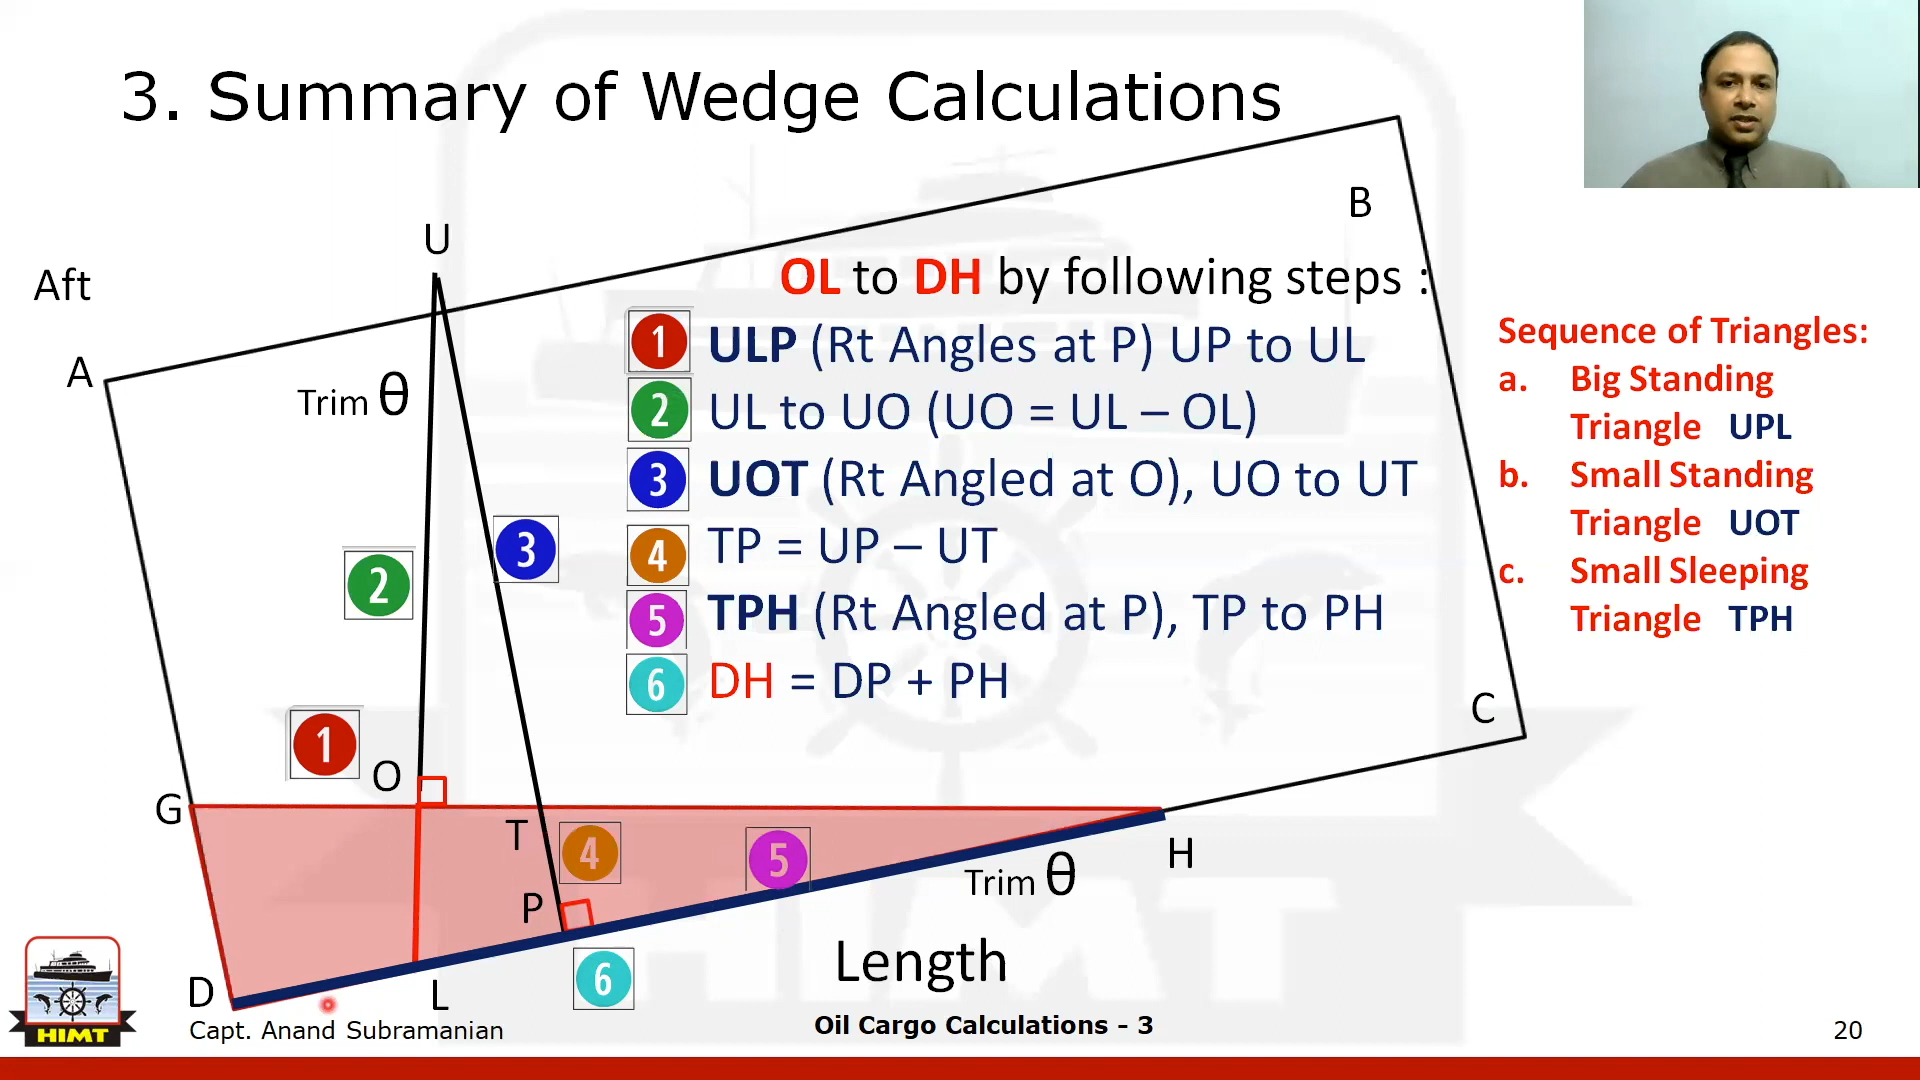 3. Summary of Wedge Calculations
B
U
Aft
OL to DH by following steps :
1 ULP (Rt Angles at P) UP to UL
Sequence of Triangles:
A
Trim θ
a. Big Standing
Triangle UPL
2 UL to UO (UO = UL – OL)
b. Small Standing
Triangle UOT
3 UOT (Rt Angled at O), UO to UT
3
4 TP = UP – UT
c. Small Sleeping
Triangle TPH
2
5 TPH (Rt Angled at P), TP to PH
6 DH = DP + PH
C
1
O
G
T
4
5
H
Trim θ
P
Length
6
D
L
HIMT
HIMT
Capt. Anand Subramanian
Oil Cargo Calculations - 3
20